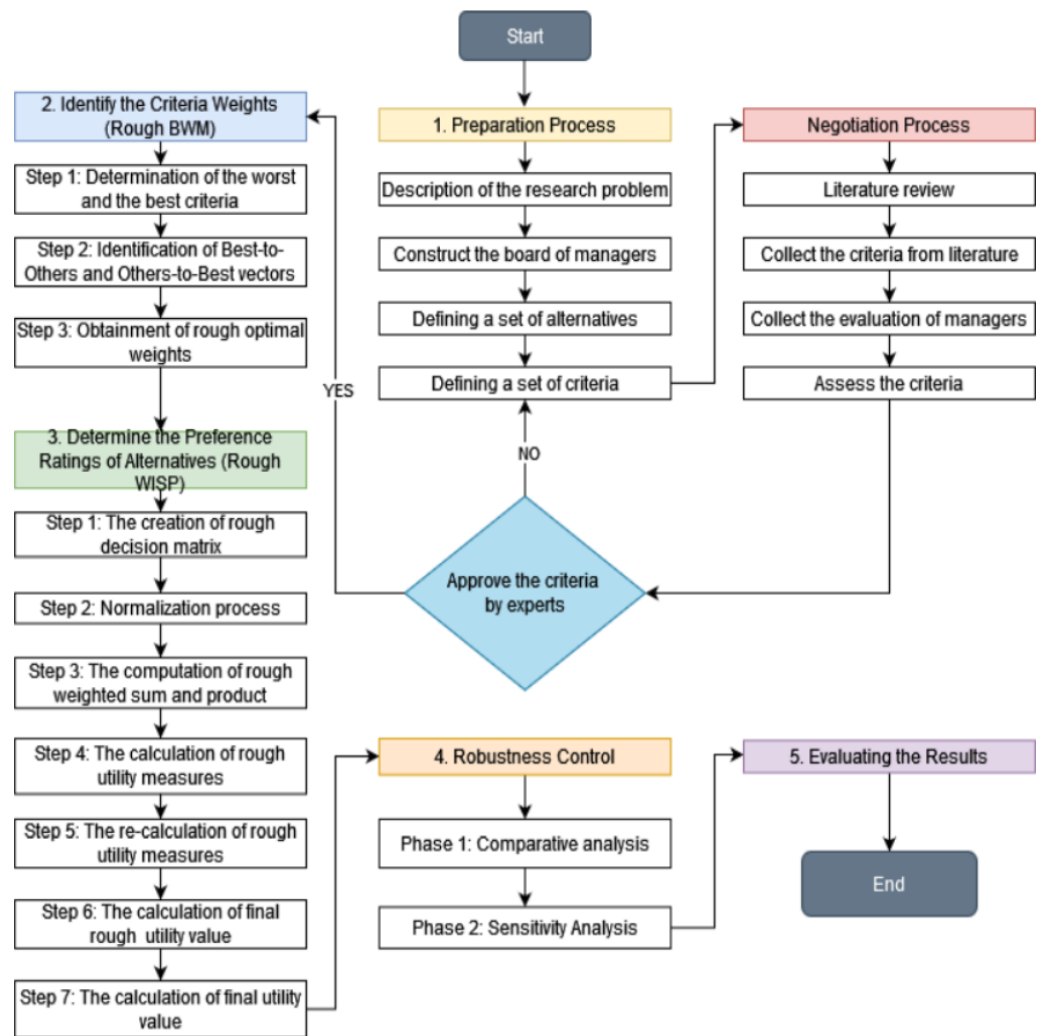 Start
1. Preparation Process
Description of the research problem
Construct the board of managers
Defining a set of alternatives
Defining a set of criteria
Negotiation Process
Literature review
Collect the criteria from literature
Collect the evaluation of managers
Assess the criteria
Approve the criteria
by experts
NO
YES
2. Identify the Criteria Weights
(Rough BWM)
Step 1: Determination of the worst
and the best criteria
Step 2: Identification of Best-to-
Others and Others-to-Best vectors
Step 3: Obtainment of rough optimal
weights
3. Determine the Preference
Ratings of Alternatives (Rough
WISP)
Step 1: The creation of rough
decision matrix
Step 2: Normalization process
Step 3: The computation of rough
weighted sum and product
Step 4: The calculation of rough
utility measures
Step 5: The re-calculation of rough
utility measures
Step 6: The calculation of final
rough utility value
Step 7: The calculation of final utility
value
4. Robustness Control
Phase 1: Comparative analysis
Phase 2: Sensitivity Analysis
5. Evaluating the Results
End